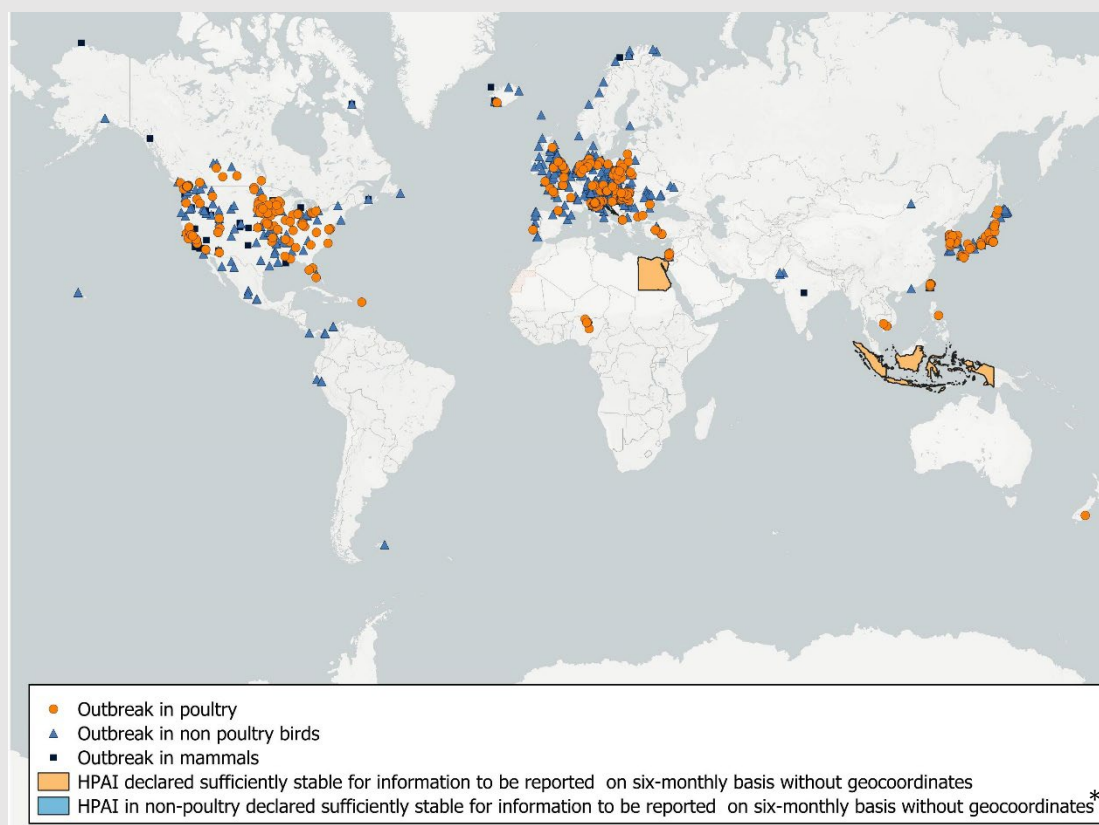 Outbreak in poultry
Outbreak in non poultry birds
Outbreak in mammals
HPAI declared sufficiently stable for information to be reported  on six-monthly basis without geocoordinates
HPAI in non-poultry declared sufficiently stable for information to be reported  on six-monthly basis without geocoordinates*